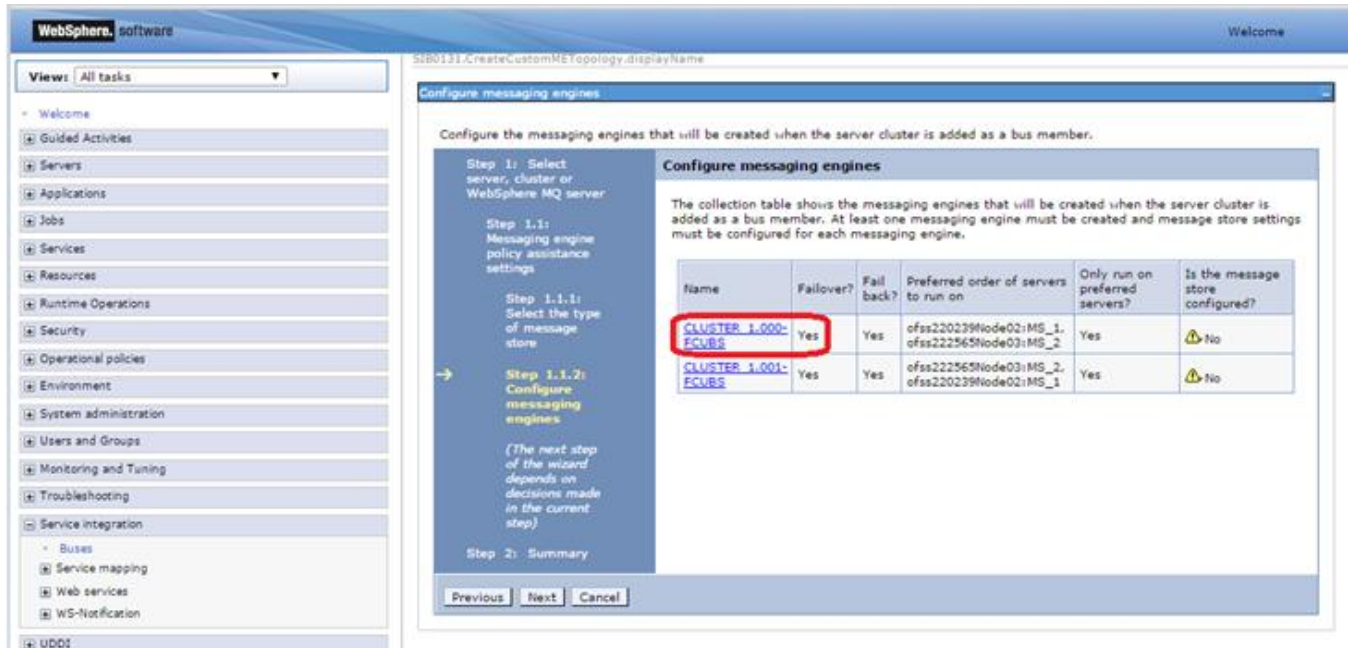 WebSphere. software
Welcome
View: All tasks
Welcome
Guided Activities
Servers
Applications
Jobs
Services
Resources
Runtime Operations
Security
Operational policies
Environment
System administration
Users and Groups
Monitoring and Tuning
Troubleshooting
Service integration
Buses
Service mapping
Web services
WS-Notification
UDDI
SIB0131.CreateCustomMETopology.displayName
Configure messaging engines
Configure the messaging engines that will be created when the server cluster is added as a bus member.
Step 1: Select
server, cluster or
WebSphere MQ server
Step 1.1:
Messaging engine
policy assistance
settings
Step 1.1.1:
Select the type
of message
store
Step 1.1.2:
Configure
messaging
engines
(The next step
of the wizard
depends on
decisions made
in the current
step)
Step 2: Summary
Configure messaging engines
The collection table shows the messaging engines that will be created when the server cluster is
added as a bus member. At least one messaging engine must be created and message store settings
must be configured for each messaging engine.
Name
Failover?
Fail
back?
Preferred order of servers
to run on
Only run on
preferred
servers?
Is the message
store
configured?
CLUSTER_1.000-
FCUBS
Yes
Yes
ofss220239Node02:MS_1,
ofss222565Node03:MS_2
Yes
No
CLUSTER_1.001-
FCUBS
Yes
Yes
ofss222565Node03:MS_2,
ofss220239Node02:MS_1
Yes
No
Previous
Next
Cancel